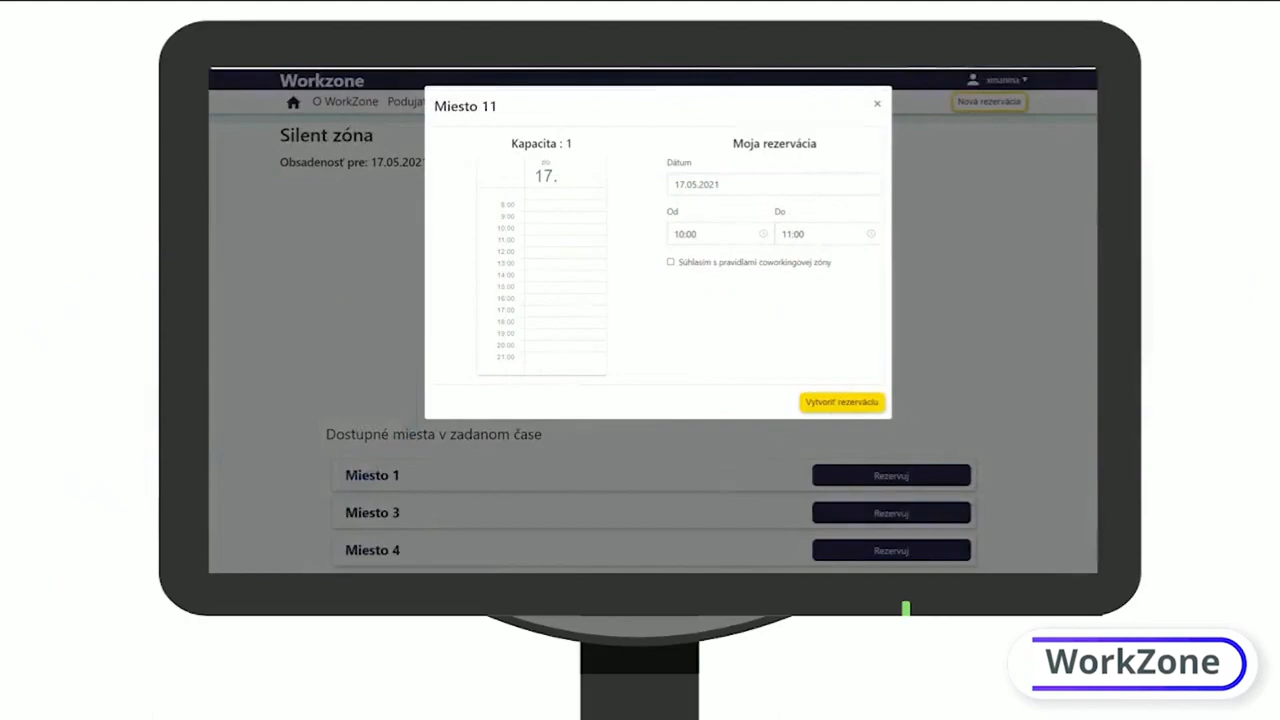 Workzone
xmanma
O WorkZone
Nová rezervácia
Silent zóna
Obsadenosť pre: 17.05.2021
Miesto 11
×
Kapacita : 1
po
17.
8:00
9:00
10:00
11:00
12:00
13:00
14:00
15:00
16:00
17:00
18:00
19:00
20:00
21:00
Moja rezervácia
Dátum
17.05.2021
Od
Do
10:00
11:00
Súhlasím s pravidlami coworkingovej zóny
Vytvoriť rezerváciu
Dostupné miesta v zadanom čase
Miesto 1
Rezervuj
Miesto 3
Rezervuj
Miesto 4
Rezervuj
WorkZone